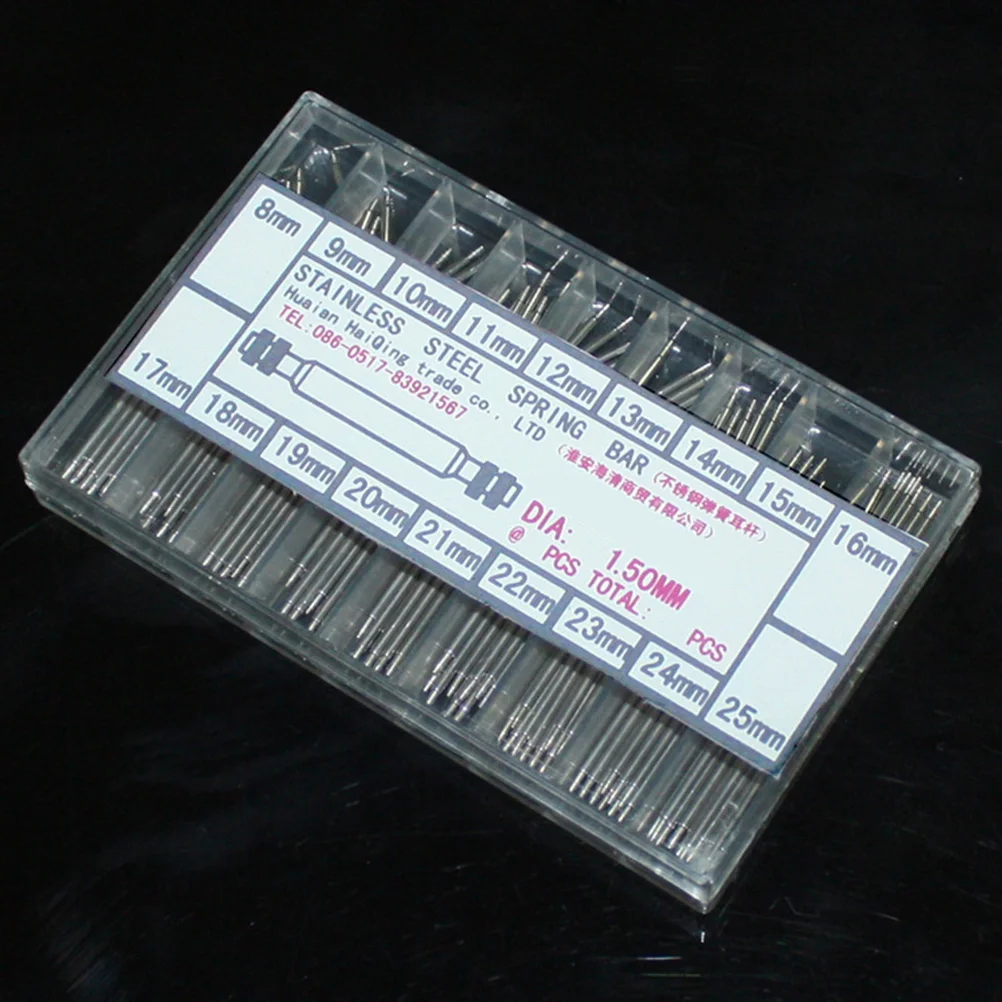 8mm
9mm
10mm
11mm
12mm
13mm
14mm
15mm
16mm
STAINLESS STEEL SPRING BAR (不锈钢弹簧耳杆)
Huaian HaiQing trade co., LTD (淮安海清商贸有限公司)
TEL:086-0517-83921567
DIA: 1.50MM
@ PCS TOTAL: PCS
17mm
18mm
19mm
20mm
21mm
22mm
23mm
24mm
25mm